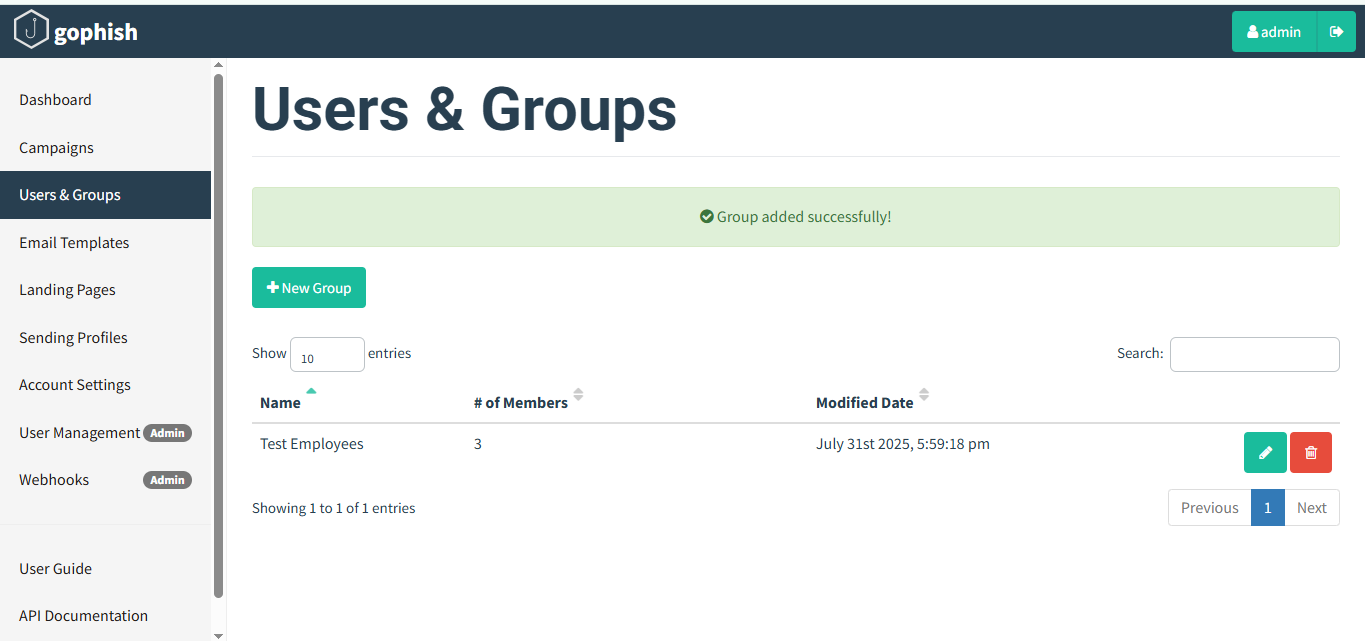 gophish
admin
Dashboard
Campaigns
Users & Groups
Email Templates
Landing Pages
Sending Profiles
Account Settings
User Management Admin
Webhooks Admin
User Guide
API Documentation
Users & Groups
Group added successfully!
New Group
Show 10 entries
Search:
Name # of Members Modified Date
Test Employees 3 July 31st 2025, 5:59:18 pm
Showing 1 to 1 of 1 entries
Previous 1 Next